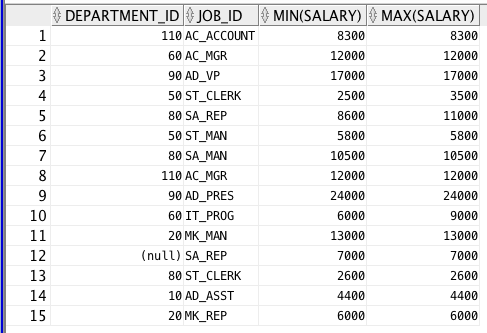 DEPARTMENT_ID JOB_ID MIN(SALARY) MAX(SALARY)
1 110 AC_ACCOUNT 8300 8300
2 60 AC_MGR 12000 12000
3 90 AD_VP 17000 17000
4 50 ST_CLERK 2500 3500
5 80 SA_REP 8600 11000
6 50 ST_MAN 5800 5800
7 80 SA_MAN 10500 10500
8 110 AC_MGR 12000 12000
9 90 AD_PRES 24000 24000
10 60 IT_PROG 6000 9000
11 20 MK_MAN 13000 13000
12 (null) SA_REP 7000 7000
13 80 ST_CLERK 2600 2600
14 10 AD_ASST 4400 4400
15 20 MK_REP 6000 6000